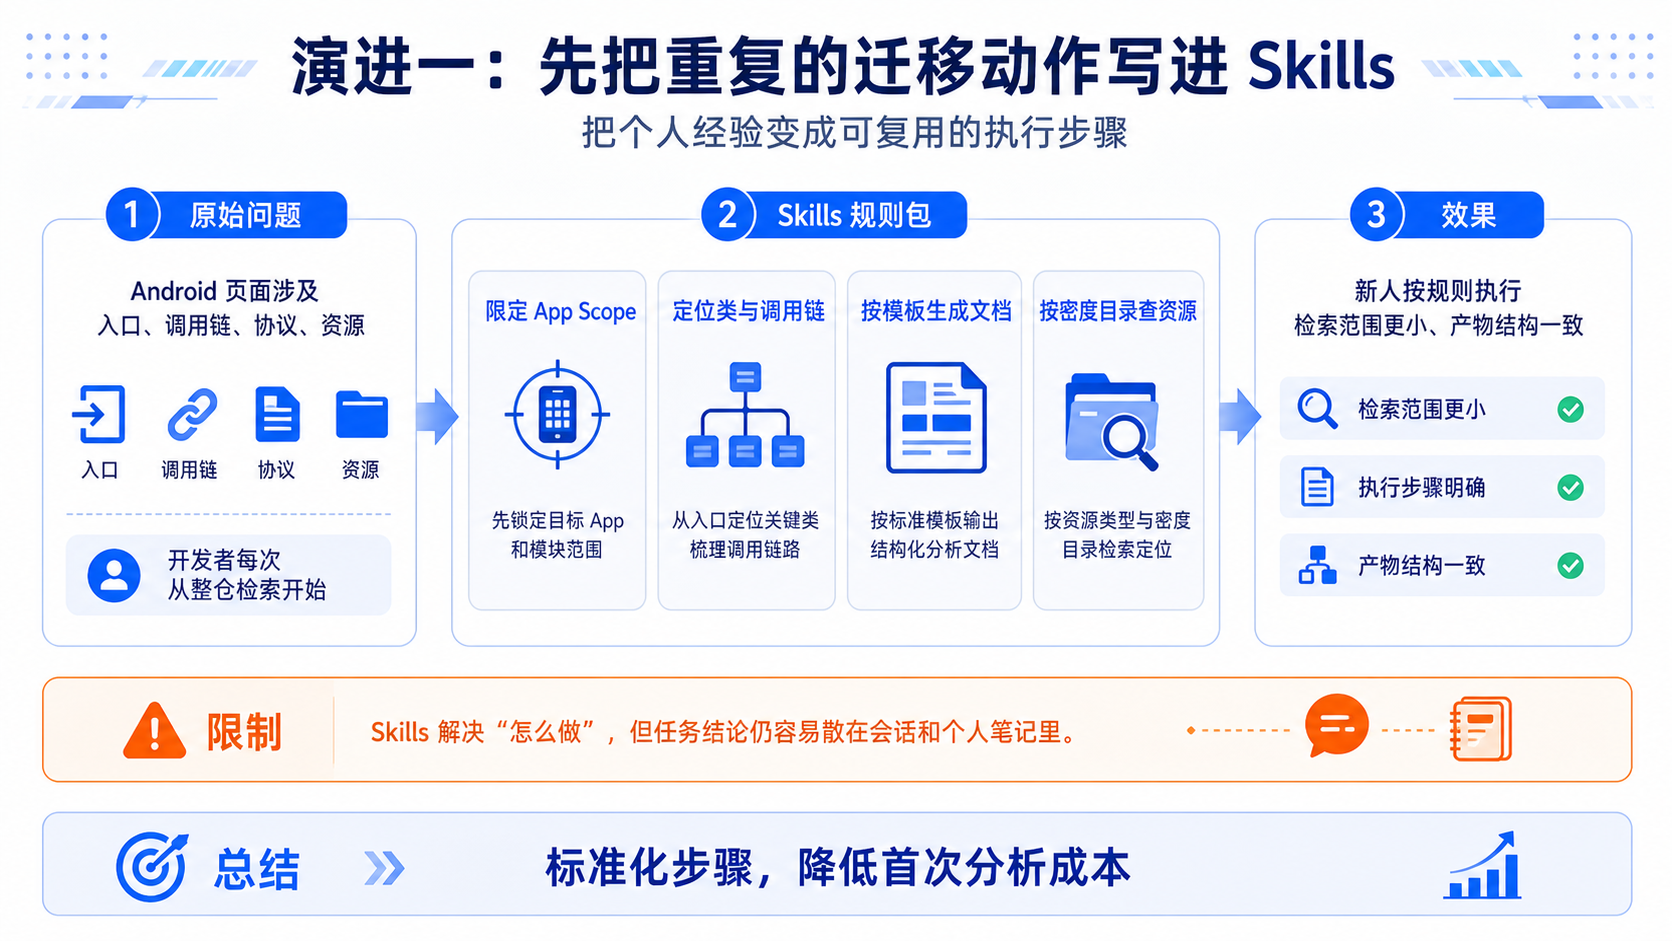 演进一：先把重复的迁移动作写进 Skills
把个人经验变成可复用的执行步骤
1 原始问题
Android 页面涉及
入口、调用链、协议、资源
入口
调用链
协议
资源
开发者每次
从整仓检索开始
2 Skills 规则包
限定 App Scope
先锁定目标 App
和模块范围
定位类与调用链
从入口定位关键类
梳理调用链路
按模板生成文档
按标准模板输出
结构化分析文档
按密度目录查资源
按资源类型与密度
目录检索定位
3 效果
新人按规则执行
检索范围更小、产物结构一致
检索范围更小
执行步骤明确
产物结构一致
限制
Skills 解决“怎么做”，但任务结论仍容易散在会话和个人笔记里。
总结
标准化步骤，降低首次分析成本